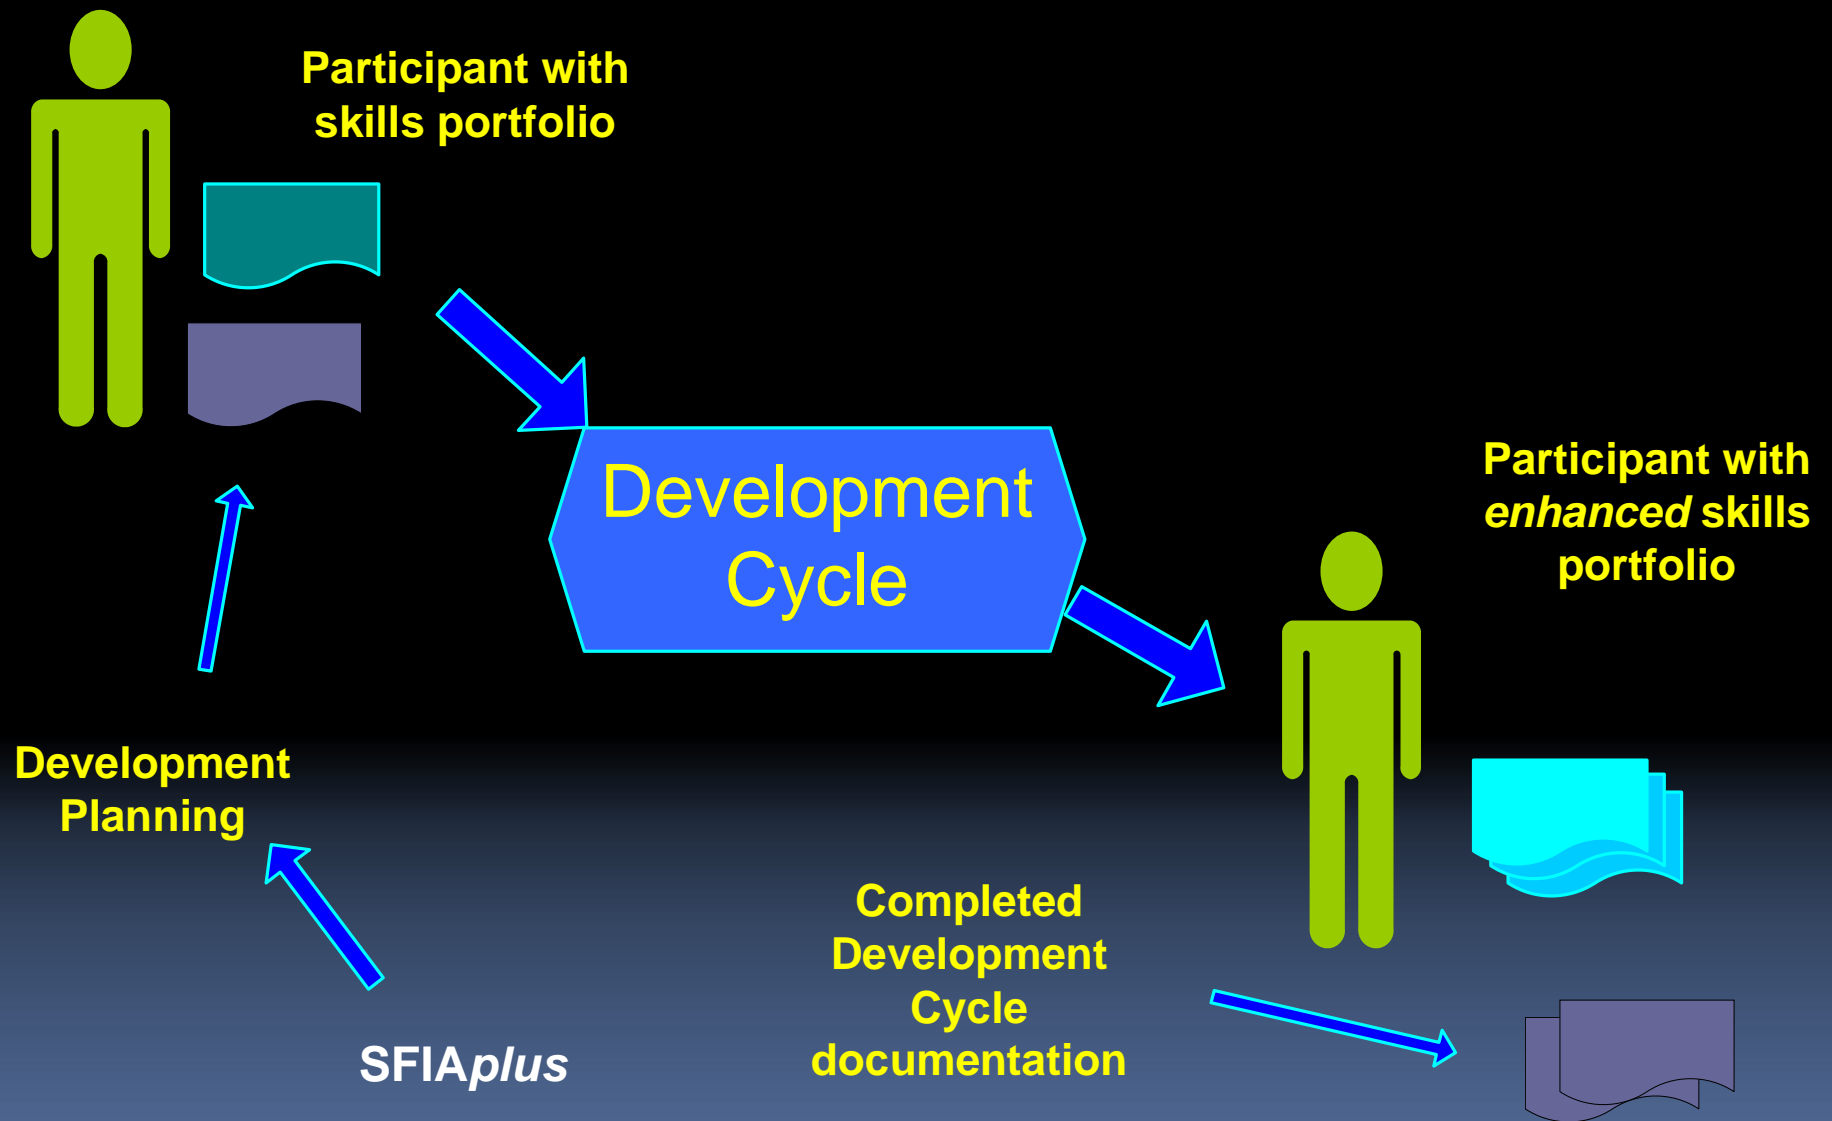 Participant with
skills portfolio
Development
Cycle
Participant with
enhanced skills
portfolio
Development
Planning
SFIAplus
Completed
Development
Cycle
documentation